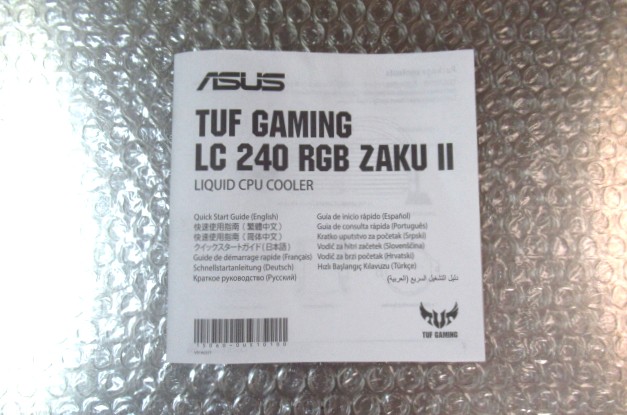 ASUS
TUF GAMING
LC 240 RGB ZAKU II
LIQUID CPU COOLER
Quick Start Guide (English)
快速使用指南 ( 繁體中文 )
快速使用指南 ( 简体中文 )
クイックスタートガイド ( 日本語 )
Guide de démarrage rapide (Français)
Schnellstartanleitung (Deutsch)
Краткое руководство (Русский)
Guía de inicio rápido (Español)
Guia de consulta rápida (Português)
Kratko uputstvo za početak (Srpski)
Vodič za hitri začetek (Slovenščina)
Vodič za brzi početak (Hrvatski)
Hızlı Başlangıç Kılavuzu (Türkçe)
دليل التشغيل السريع (العربية)
TUF GAMING